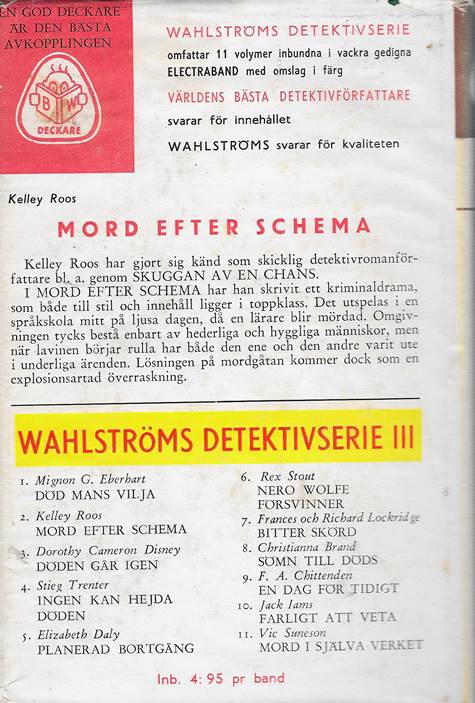 EN GOD DECKARE
ÄR DEN BÄSTA
AVKOPPLINGEN
B W
DECKARE
WAHLSTRÖMS DETEKTIVSERIE
omfattar 11 volymer inbundna i vackra gedigna
ELECTRABAND med omslag i färg
VÄRLDENS BÄSTA DETEKTIVFÖRFATTARE
svarar för innehållet
WAHLSTRÖMS svarar för kvaliteten
Kelley Roos
MORD EFTER SCHEMA
Kelley Roos har gjort sig känd som skicklig detektivromanför-
fattare bl. a. genom SKUGGAN AV EN CHANS.
I MORD EFTER SCHEMA har han skrivit ett kriminaldrama,
som både till stil och innehåll ligger i toppklass. Det utspelas i en
språkskola mitt på ljusa dagen, då en lärare blir mördad. Omgiv-
ningen tycks bestå enbart av hederliga och hyggliga människor, men
när lavinen börjar rulla har både den ene och den andre varit ute
i underliga ärenden. Lösningen på mordgåtan kommer dock som en
explosionsartad överraskning.
WAHLSTRÖMS DETEKTIVSERIE III
1. Mignon G. Eberhart
DÖD MANS VILJA
2. Kelley Roos
MORD EFTER SCHEMA
3. Dorothy Cameron Disney
DÖDEN GÅR IGEN
4. Stieg Trenter
INGEN KAN HEJDA
DÖDEN
5. Elizabeth Daly
PLANERAD BORTGÅNG
6. Rex Stout
NERO WOLFE
FÖRSVINNER
7. Frances och Richard Lockridge
BITTER SKÖRD
8. Christianna Brand
SÖMN TILL DÖDS
9. F. A. Chittenden
EN DAG FÖR TIDIGT
10. Jack Iams
FARLIGT ATT VETA
11. Vic Suneson
MORD I SJÄLVA VERKET
Inb. 4:95 pr band